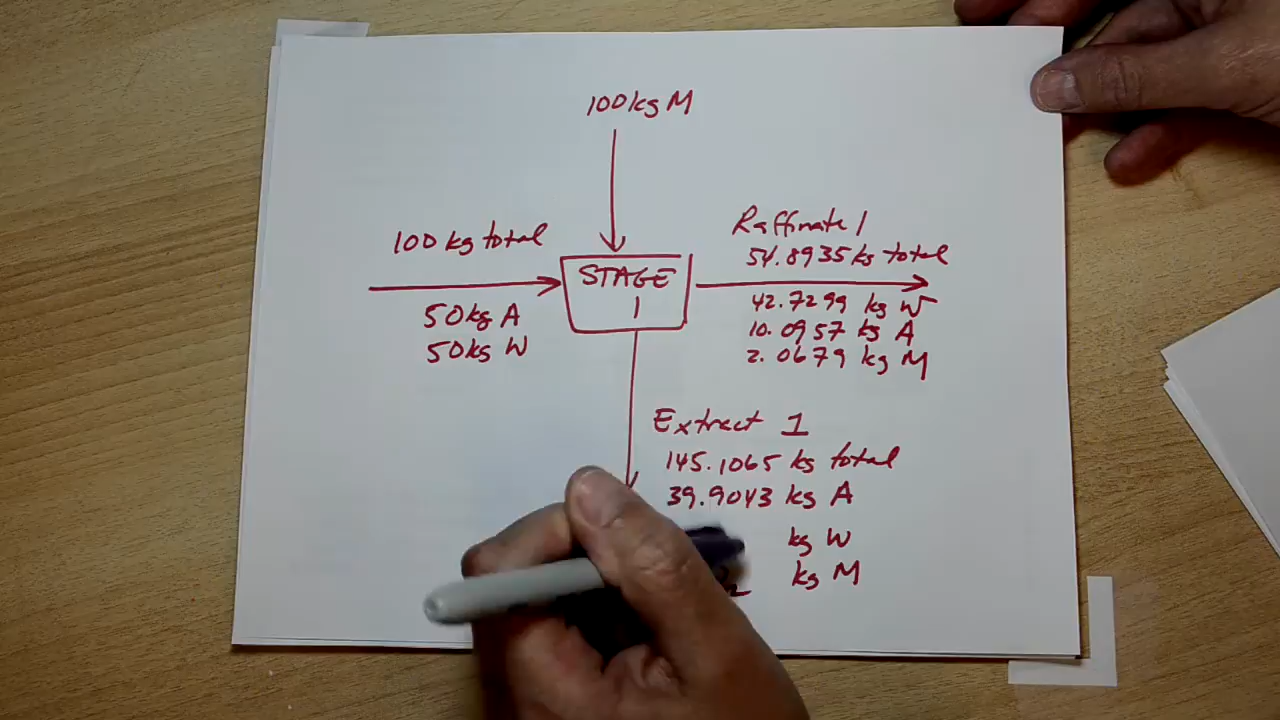 100 kg M
100 kg total
50 kg A
50 kg W
STAGE
1
Raffinate 1
54.8935 kg total
42.7299 kg W
10.0957 kg A
2.0679 kg M
Extract 1
145.1065 kg total
39.9043 kg A
kg W
kg M